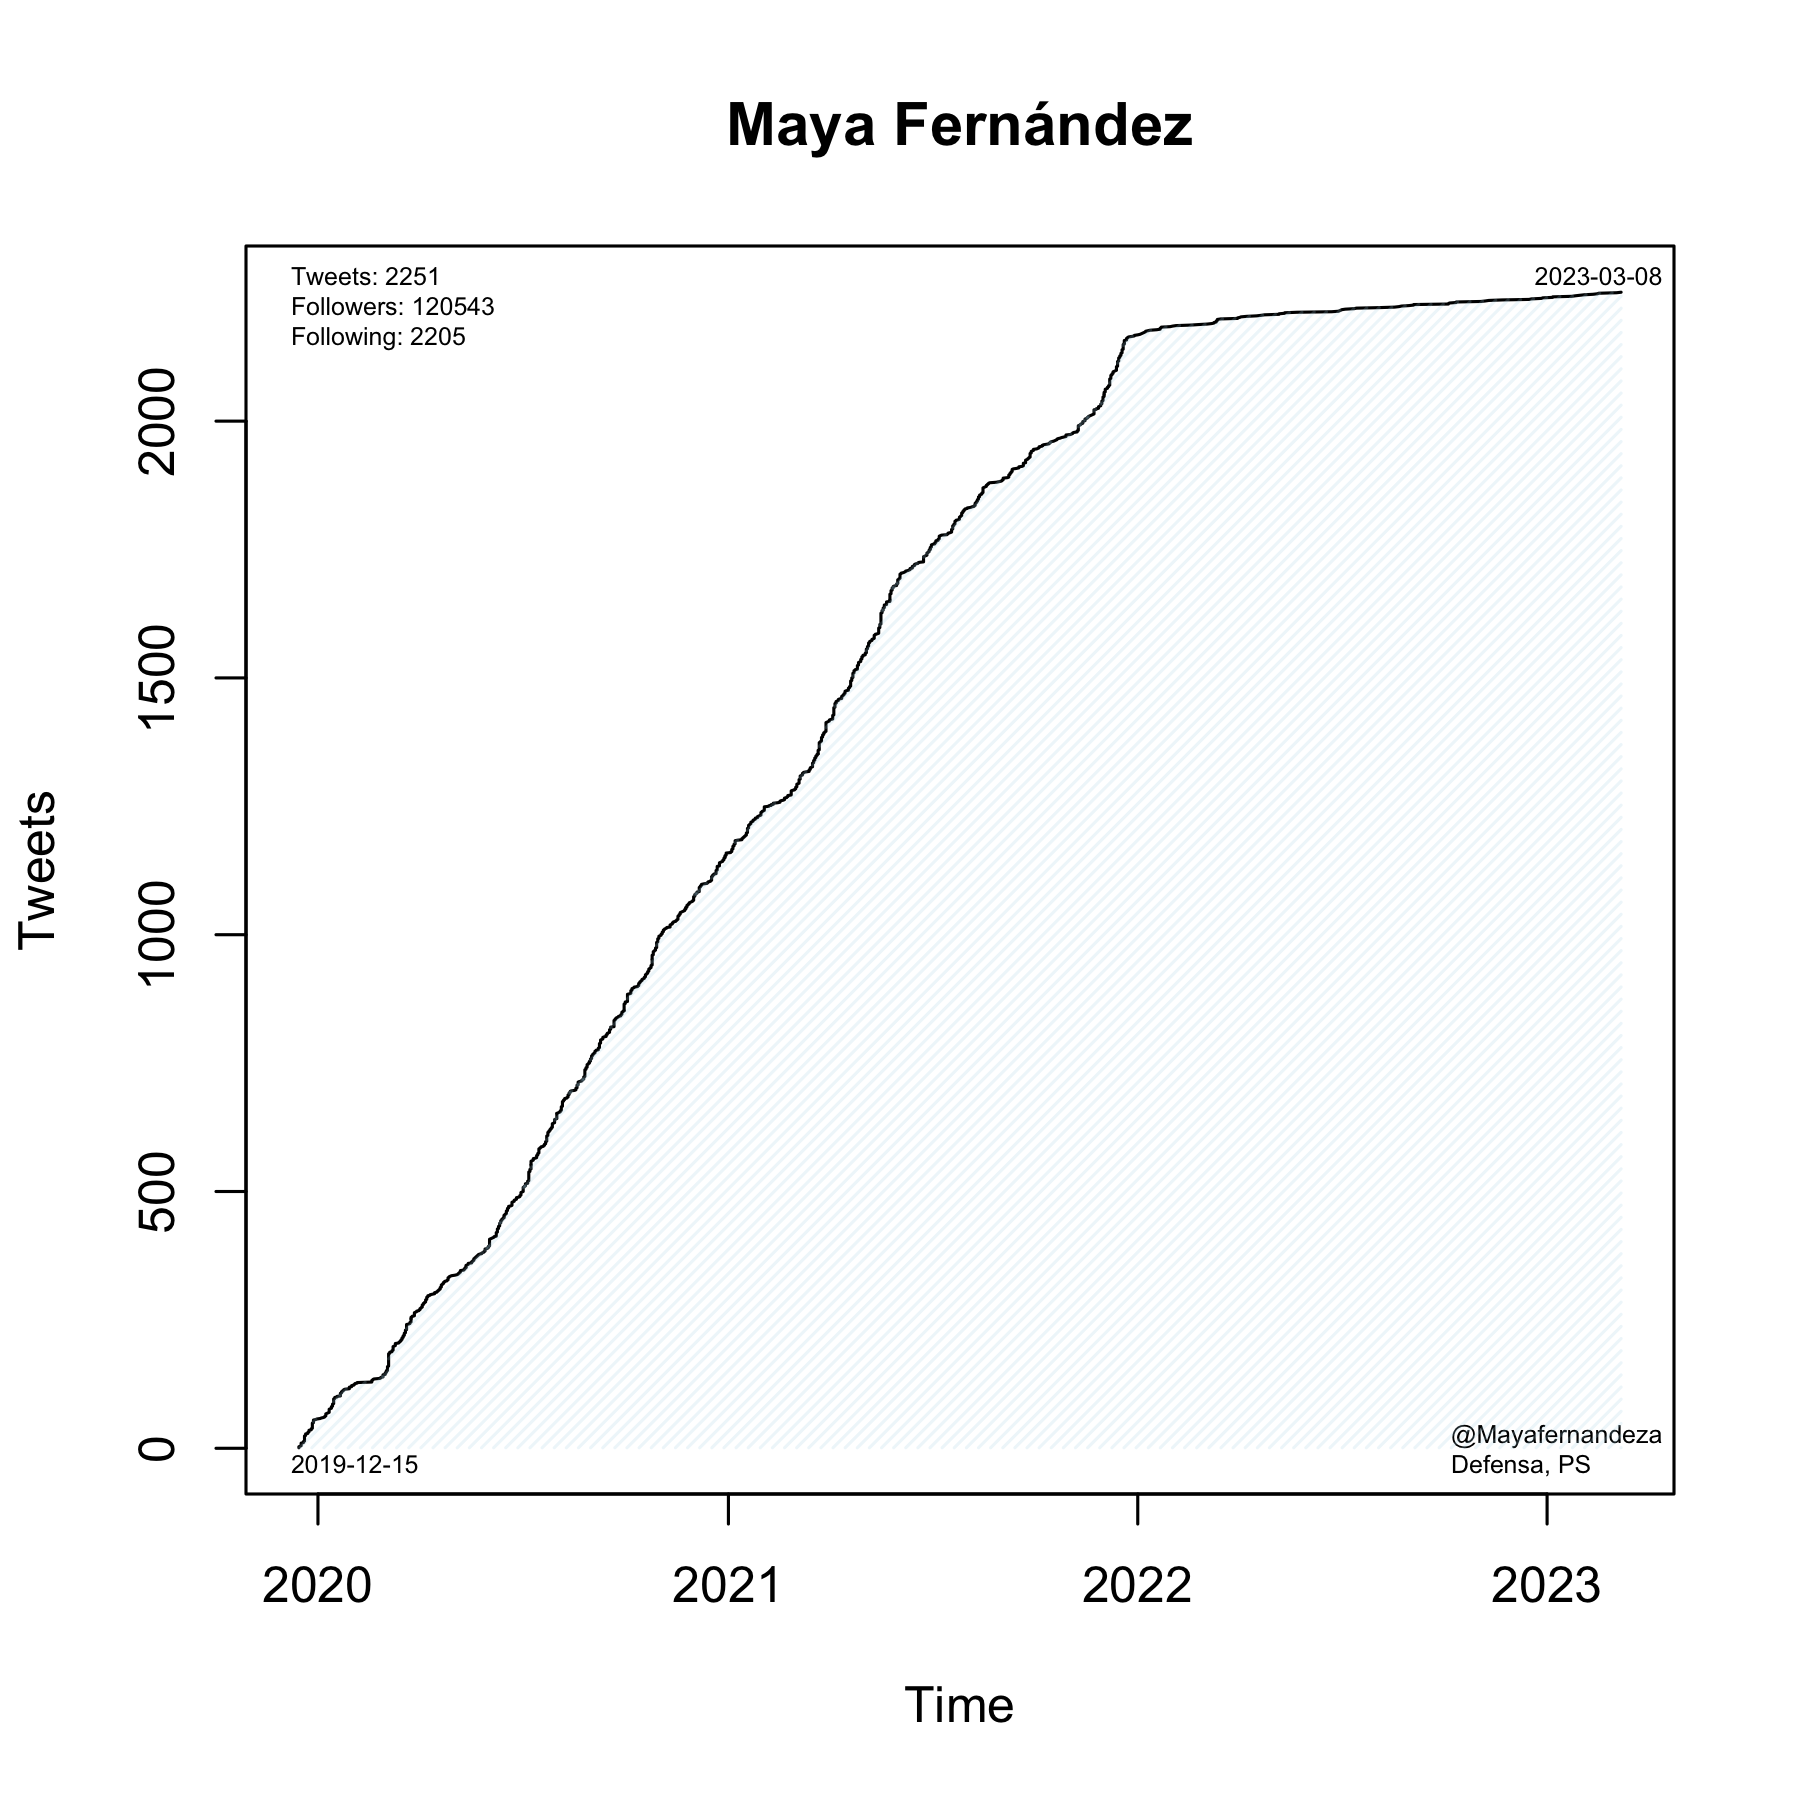 Maya Fernández
Tweets: 2251
Followers: 120543
Following: 2205
2023-03-08
2000
1500
1000
500
0
Tweets
2019-12-15
@Mayafernandeza
Defensa, PS
2020
2021
2022
2023
Time